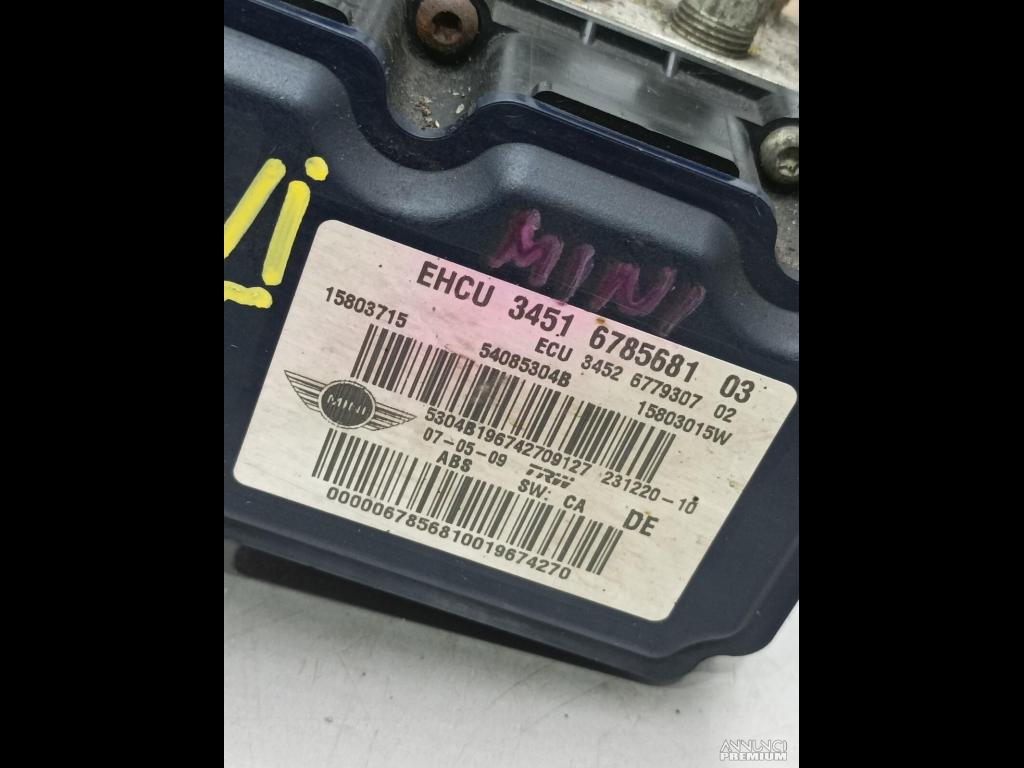 MINI
EHCU 3451 6785681 03
ECU 3452 6779307 02
15803715
54085304B
15803015W
MINI
5304B196742709127 231220-10
07-05-09 TRW
ABS
SW: CA
DE
0000067856810019674270
ANNUNCI
PREMIUM